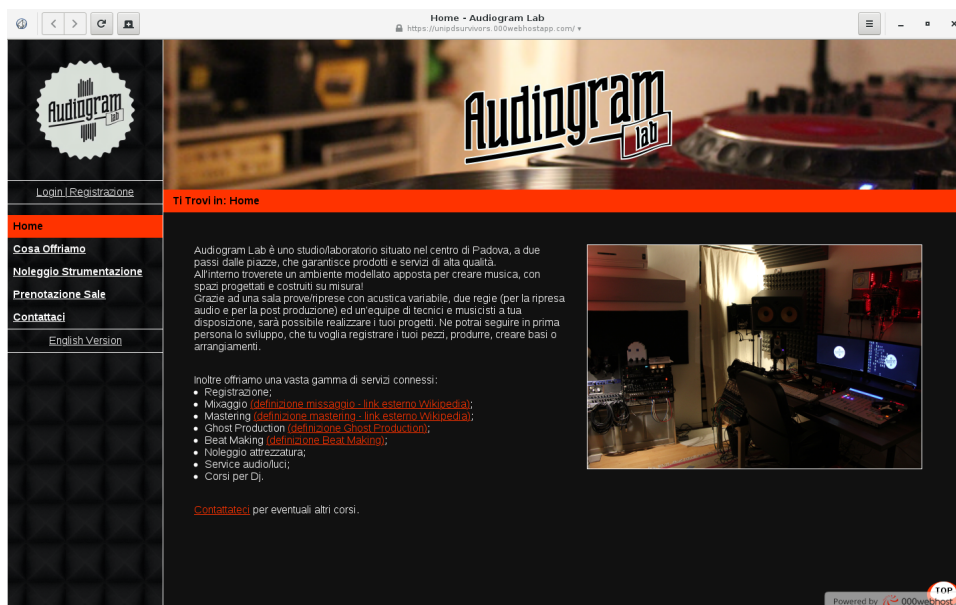 Home - Audiogram Lab
https://unipdsurvivors.000webhostapp.com/
Audiogram
lab
Audiogram
lab
Login | Registrazione
Ti Trovi in: Home
Home
Cosa Offriamo
Noleggio Strumentazione
Prenotazione Sale
Contattaci
English Version
Audiogram Lab è uno studio/laboratorio situato nel centro di Padova, a due
passi dalle piazze, che garantisce prodotti e servizi di alta qualità.
All'interno troverete un ambiente modellato apposta per creare musica, con
spazi progettati e costruiti su misura!
Grazie ad una sala prove/riprese con acustica variabile, due regie (per la ripresa
audio e per la post produzione) ed un'equipe di tecnici e musicisti a tua
disposizione, sarà possibile realizzare i tuoi progetti. Ne potrai seguire in prima
persona lo sviluppo, che tu voglia registrare i tuoi pezzi, produrre, creare basi o
arrangiamenti.
Inoltre offriamo una vasta gamma di servizi connessi:
Registrazione;
Mixaggio (definizione missaggio - link esterno Wikipedia);
Mastering (definizione mastering - link esterno Wikipedia);
Ghost Production (definizione Ghost Production);
Beat Making (definizione Beat Making);
Noleggio attrezzatura;
Service audio/luci;
Corsi per Dj.
Contattateci per eventuali altri corsi.
TOP
Powered by 000webhost